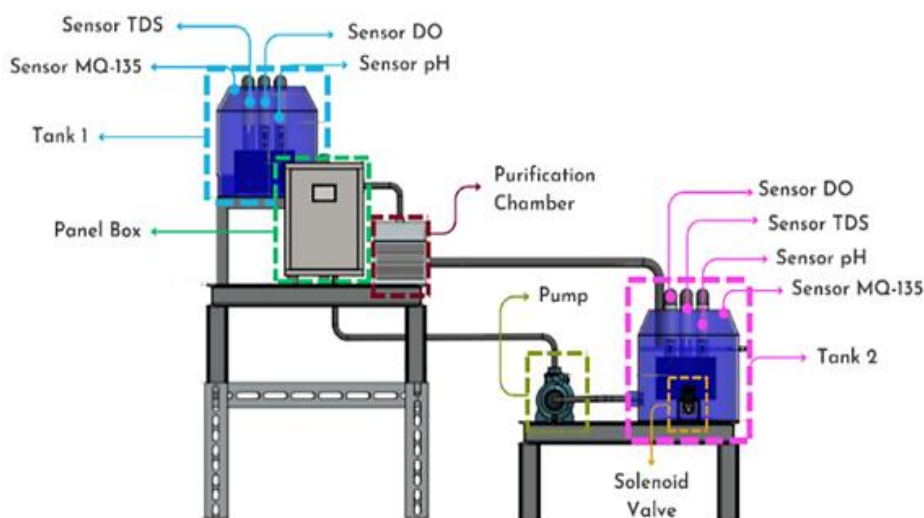 Sensor TDS
Sensor DO
Sensor MQ-135
Sensor pH
Tank 1
Purification
Chamber
Panel Box
Sensor DO
Sensor TDS
Sensor pH
Sensor MQ-135
Pump
Tank 2
Solenoid
Valve